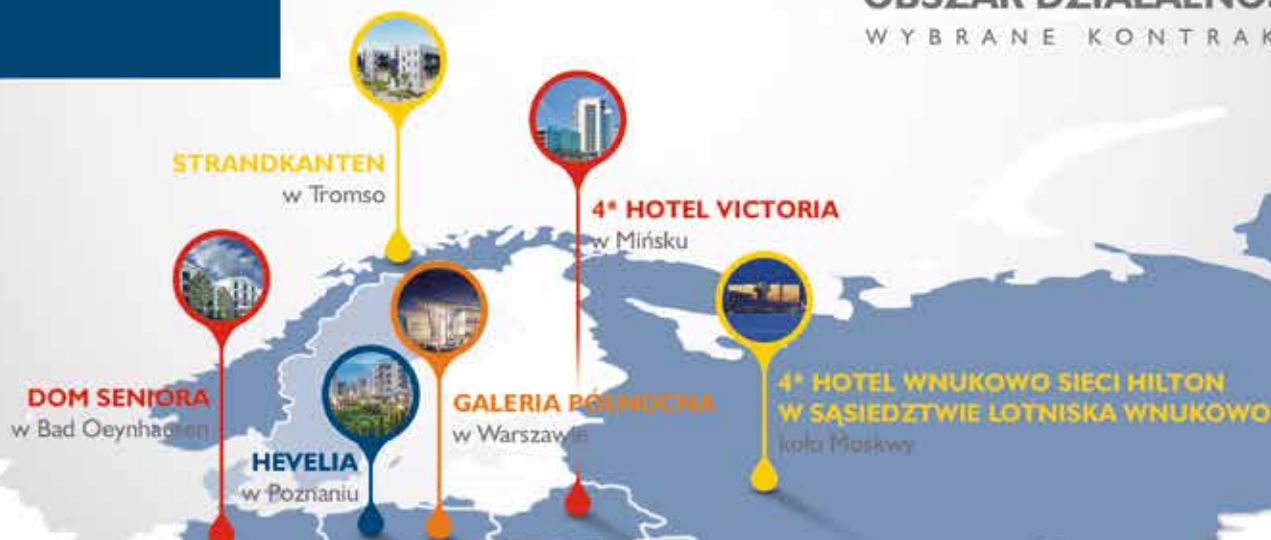 WYBRANE
STRANDKANTEN
w Tromso
4* HOTEL VICTORIA
w Mińsku
DOM SENIORA
w Bad Oeynhausen
HEVELIA
w Poznaniu
GALERIA PÓŁNOCNA
w Warszawie
4* HOTEL WNUKOWO SIECI HILTON
W SĄSIEDZTWIE LOTNISKA WNUKOWO
koło Moskwy